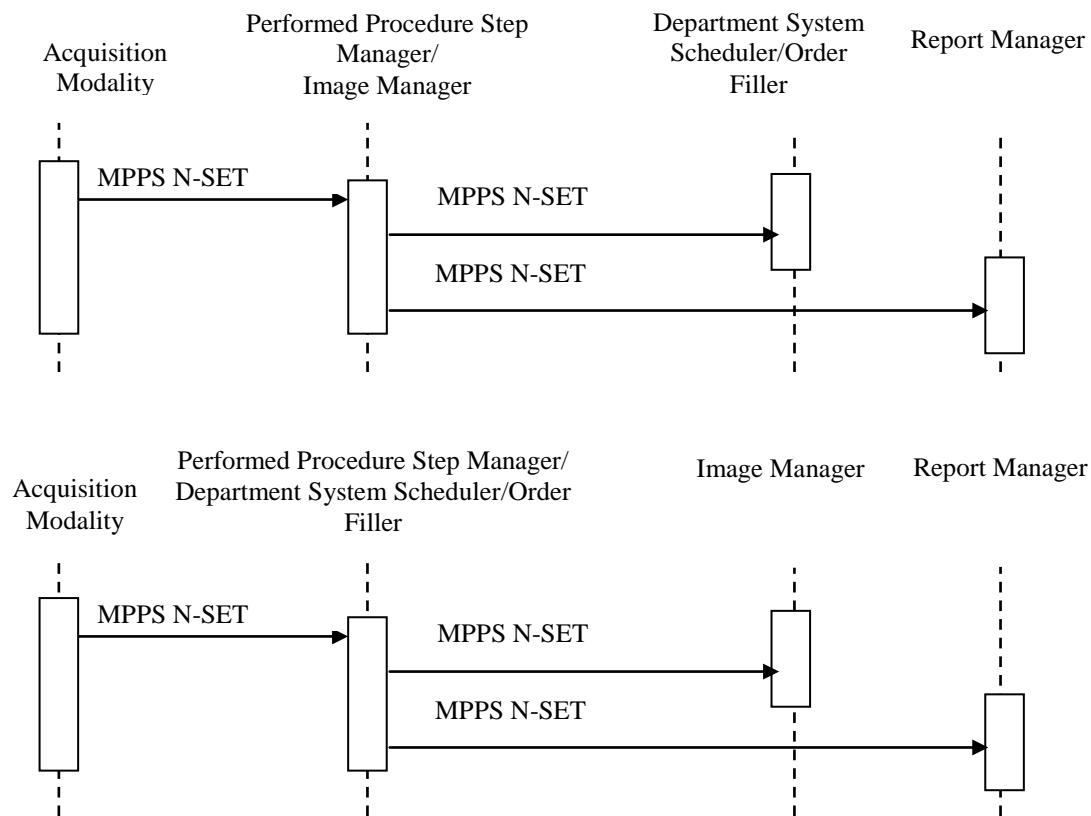 Acquisition
Modality
Performed Procedure Step
Manager/
Image Manager
Department System
Scheduler/Order
Filler
Report Manager
MPPS N-SET
MPPS N-SET
MPPS N-SET
Acquisition
Modality
Performed Procedure Step Manager/
Department System Scheduler/Order
Filler
Image Manager
Report Manager
MPPS N-SET
MPPS N-SET
MPPS N-SET